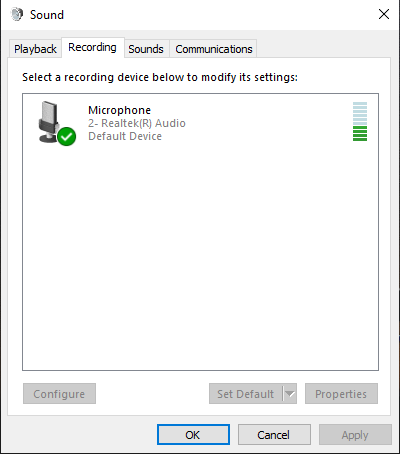 Sound
Playback Recording Sounds Communications
Select a recording device below to modify its settings:
Microphone
2- Realtek(R) Audio
Default Device
Configure Set Default Properties
OK Cancel Apply